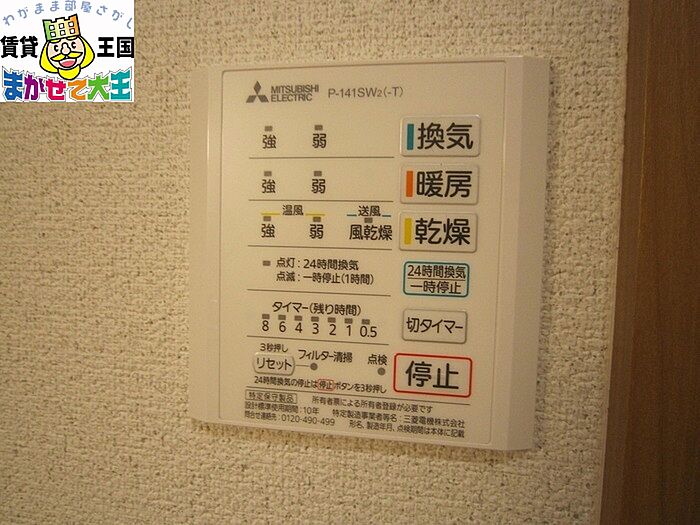 わがまま部屋さがし
賃貸王国
まかせて大王
MITSUBISHI ELECTRIC P-141SW2(-T)
強 弱 換気
強 弱 暖房
温風 送風
強 弱 風乾燥 乾燥
点灯:24時間換気
点滅:一時停止(1時間)
24時間換気
一時停止
タイマー(残り時間)
8 6 4 3 2 1 0.5
切タイマー
3秒押し
リセット フィルター清掃 点検
停止
24時間換気の停止は停止ボタンを3秒押し
特定保守製品 所有者票による所有者登録が必要です
設計標準使用期間:10年 特定製造事業者等名:三菱電機株式会社
問合せ連絡先:0120-490-499 形名、製造年月、点検期間は本体に記載